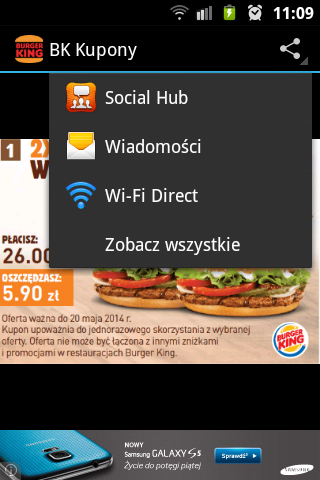 11:09
BURGER
KING
BK Kupony
Social Hub
Wiadomości
Wi-Fi Direct
Zobacz wszystkie
1
2X
W
PŁACISZ:
26.00
OSZCZĘDZASZ:
5.90 zł
Oferta ważna do 20 maja 2014 r.
Kupon upoważnia do jednorazowego skorzystania z wybranej
oferty. Oferta nie może być łączona z innymi zniżkami
i promocjami w restauracjach Burger King.
BURGER
KING
NOWY
Samsung GALAXY S5
Życie do potęgi piątej
Sprawdź
SAMSUNG